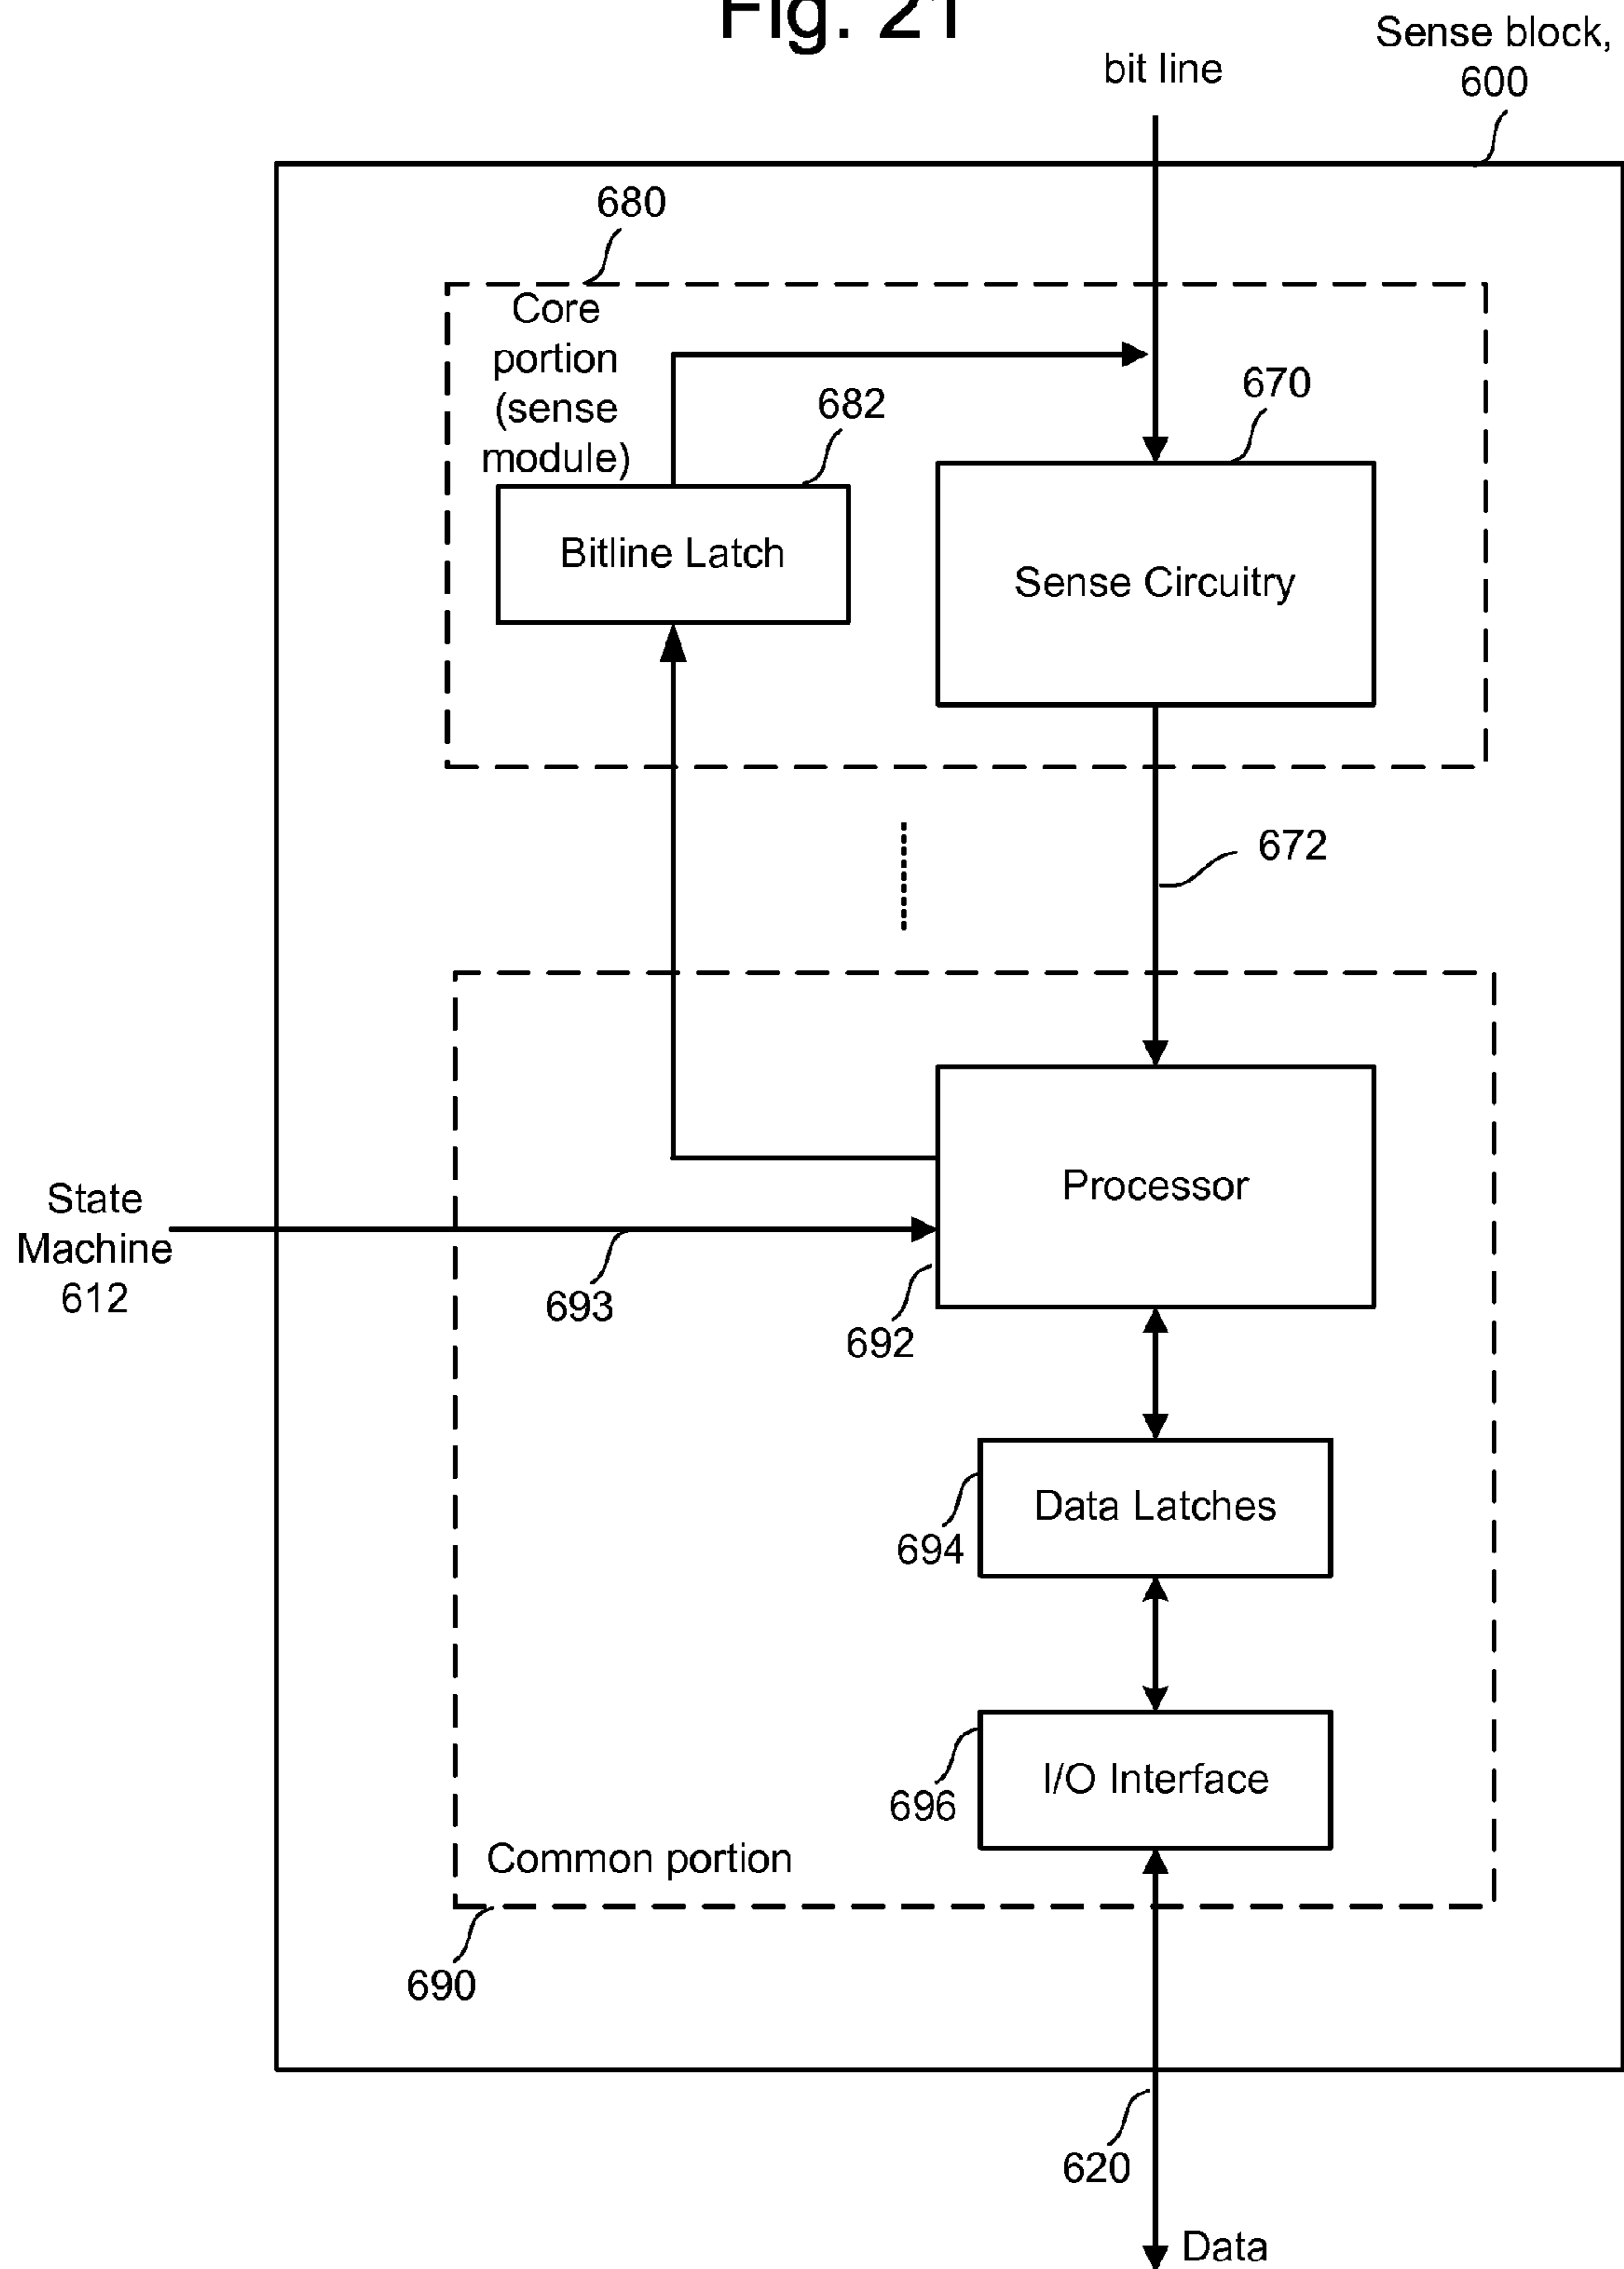 Fig. 21
Sense block,
600
bit line
680
Core
portion
(sense
module)
682
670
Bitline Latch
Sense Circuitry
672
Processor
State
Machine
612
693
692
Data Latches
694
I/O Interface
696
Common portion
690
620
Data